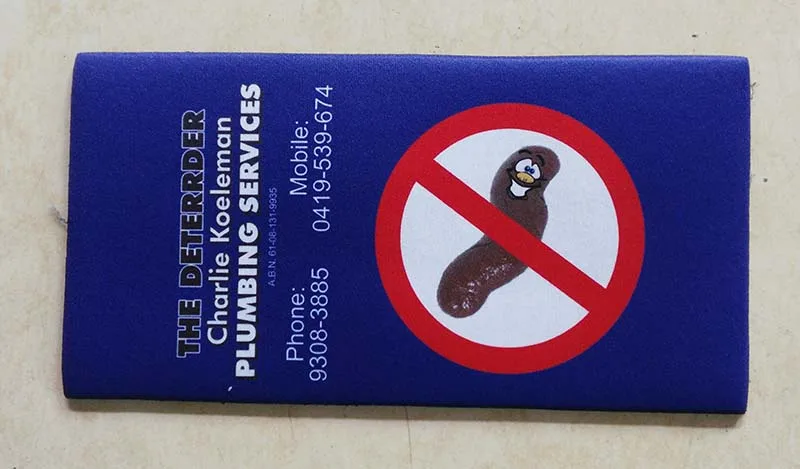 THE DETERRDER
Charlie Koeleman
PLUMBING SERVICES
A.B.N. 61-08-131-9935
Phone: Mobile:
9308-3885 0419-539-674